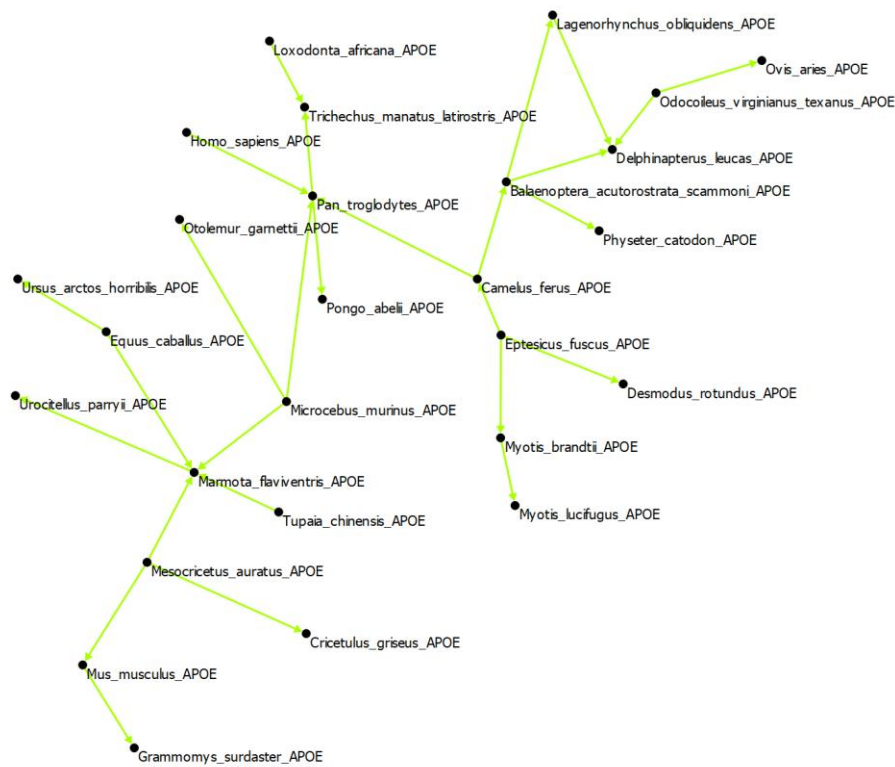 Lagenorhynchus_obliquidens_APOE
Loxodonta_africana_APOE
Ovis_aries_APOE
Odocoileus_virginianus_texanus_APOE
Trichechus_manatus_latirostris_APOE
Homo_sapiens_APOE
Delphinapterus_leucas_APOE
Balaenoptera_acutorostrata_scammoni_APOE
Pan_troglodytes_APOE
Otolemur_garnettii_APOE
Physeter_catodon_APOE
Ursus_arctos_horribilis_APOE
Camelus_ferus_APOE
Pongo_abelii_APOE
Equus_caballus_APOE
Eptesicus_fuscus_APOE
Desmodus_rotundus_APOE
Urocitellus_parryii_APOE
Microcebus_murinus_APOE
Myotis_brandtii_APOE
Marmota_flaviventris_APOE
Myotis_lucifugus_APOE
Tupaia_chinensis_APOE
Mesocricetus_auratus_APOE
Cricetulus_griseus_APOE
Mus_musculus_APOE
Grammomys_surdaster_APOE